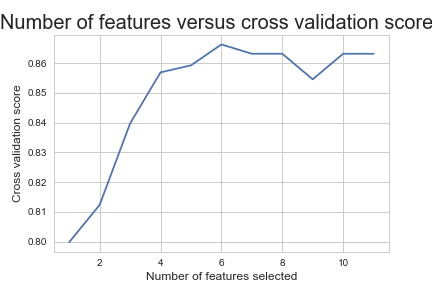 Number of features versus cross validation score
0.86
0.85
0.84
0.83
0.82
0.81
0.80
Cross validation score
2 4 6 8 10
Number of features selected